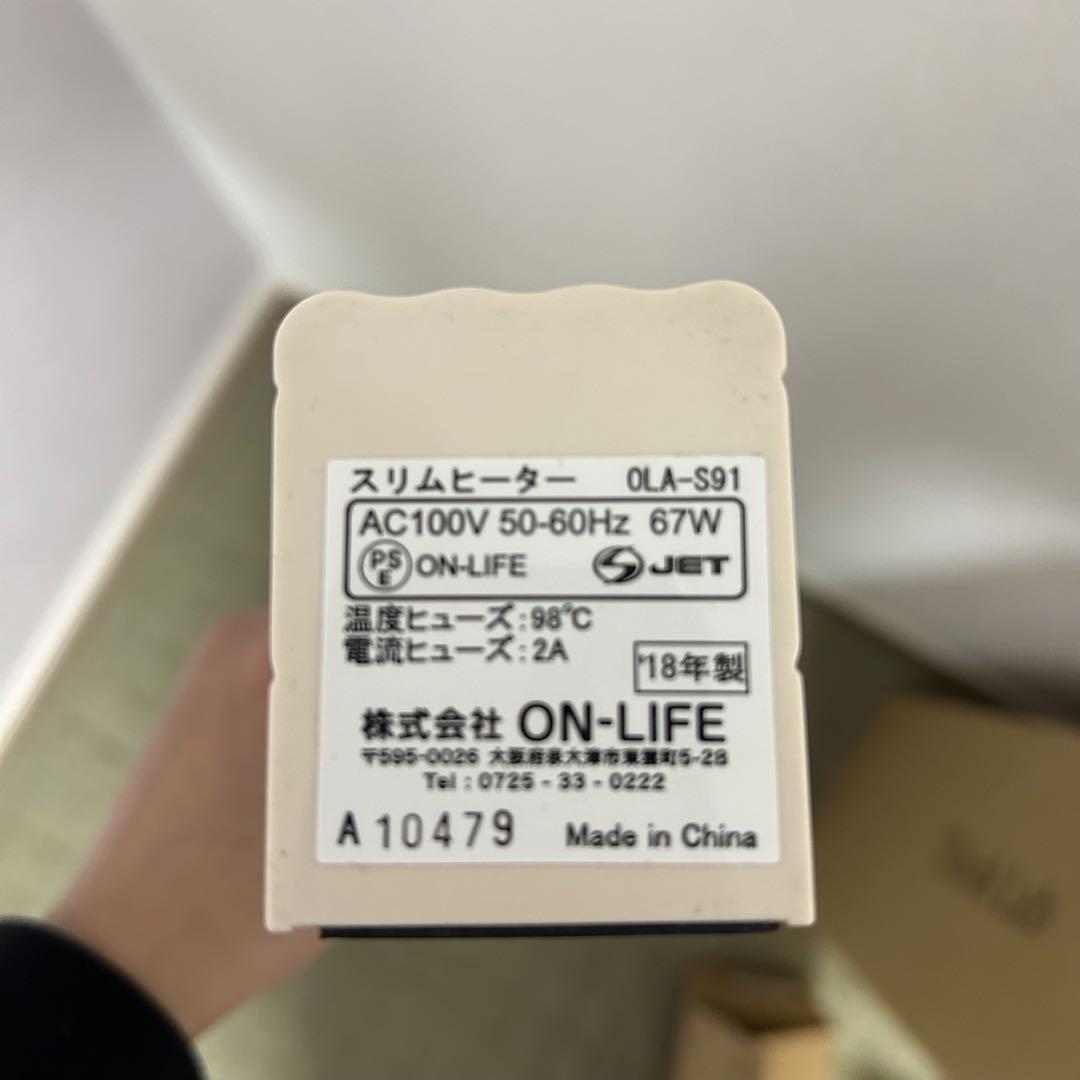 スリムヒーター OLA-S91
AC100V 50-60Hz 67W
PSE ON-LIFE JET
温度ヒューズ:98℃
電流ヒューズ:2A
'18年製
株式会社 ON-LIFE
〒595-0026 大阪府泉大津市東雲町5-28
Tel:0725-33-0222
A10479 Made in China